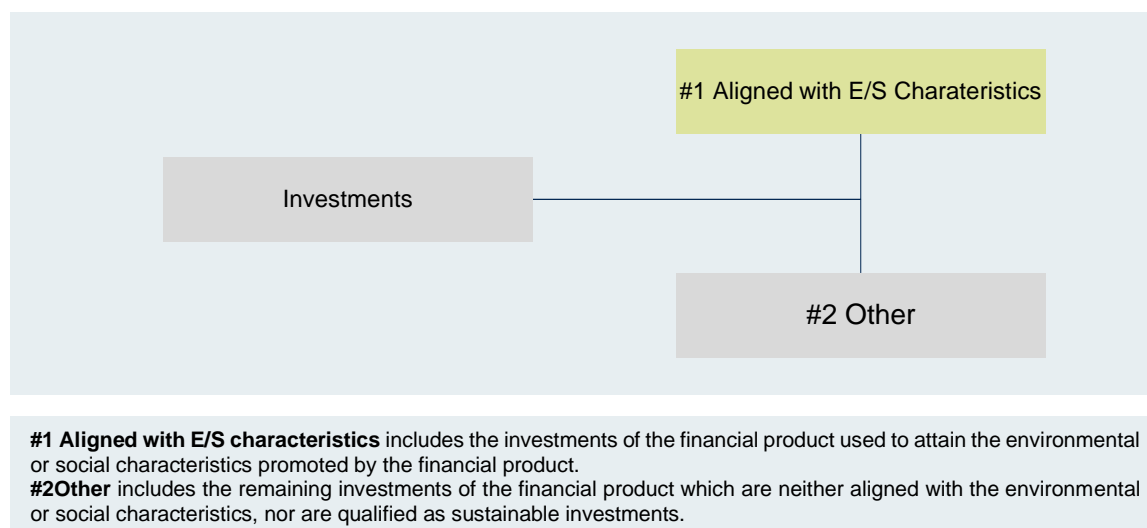 #1 Aligned with E/S Charateristics
Investments
#2 Other
#1 Aligned with E/S characteristics includes the investments of the financial product used to attain the environmental
or social characteristics promoted by the financial product.
#2Other includes the remaining investments of the financial product which are neither aligned with the environmental
or social characteristics, nor are qualified as sustainable investments.